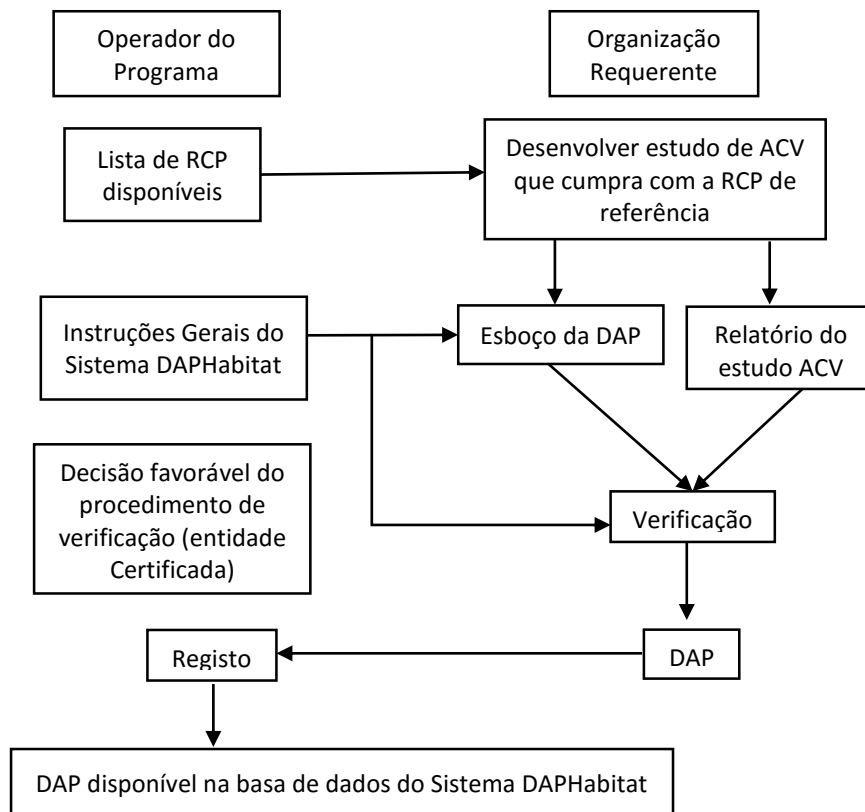 Operador do
Programa
Organização
Requerente
Lista de RCP
disponíveis
Desenvolver estudo de ACV
que cumpra com a RCP de
referência
Instruções Gerais do
Sistema DAPHabitat
Esboço da DAP
Relatório do
estudo ACV
Decisão favorável do
procedimento de
verificação (entidade
Certificada)
Verificação
Registo
DAP
DAP disponível na basa de dados do Sistema DAPHabitat